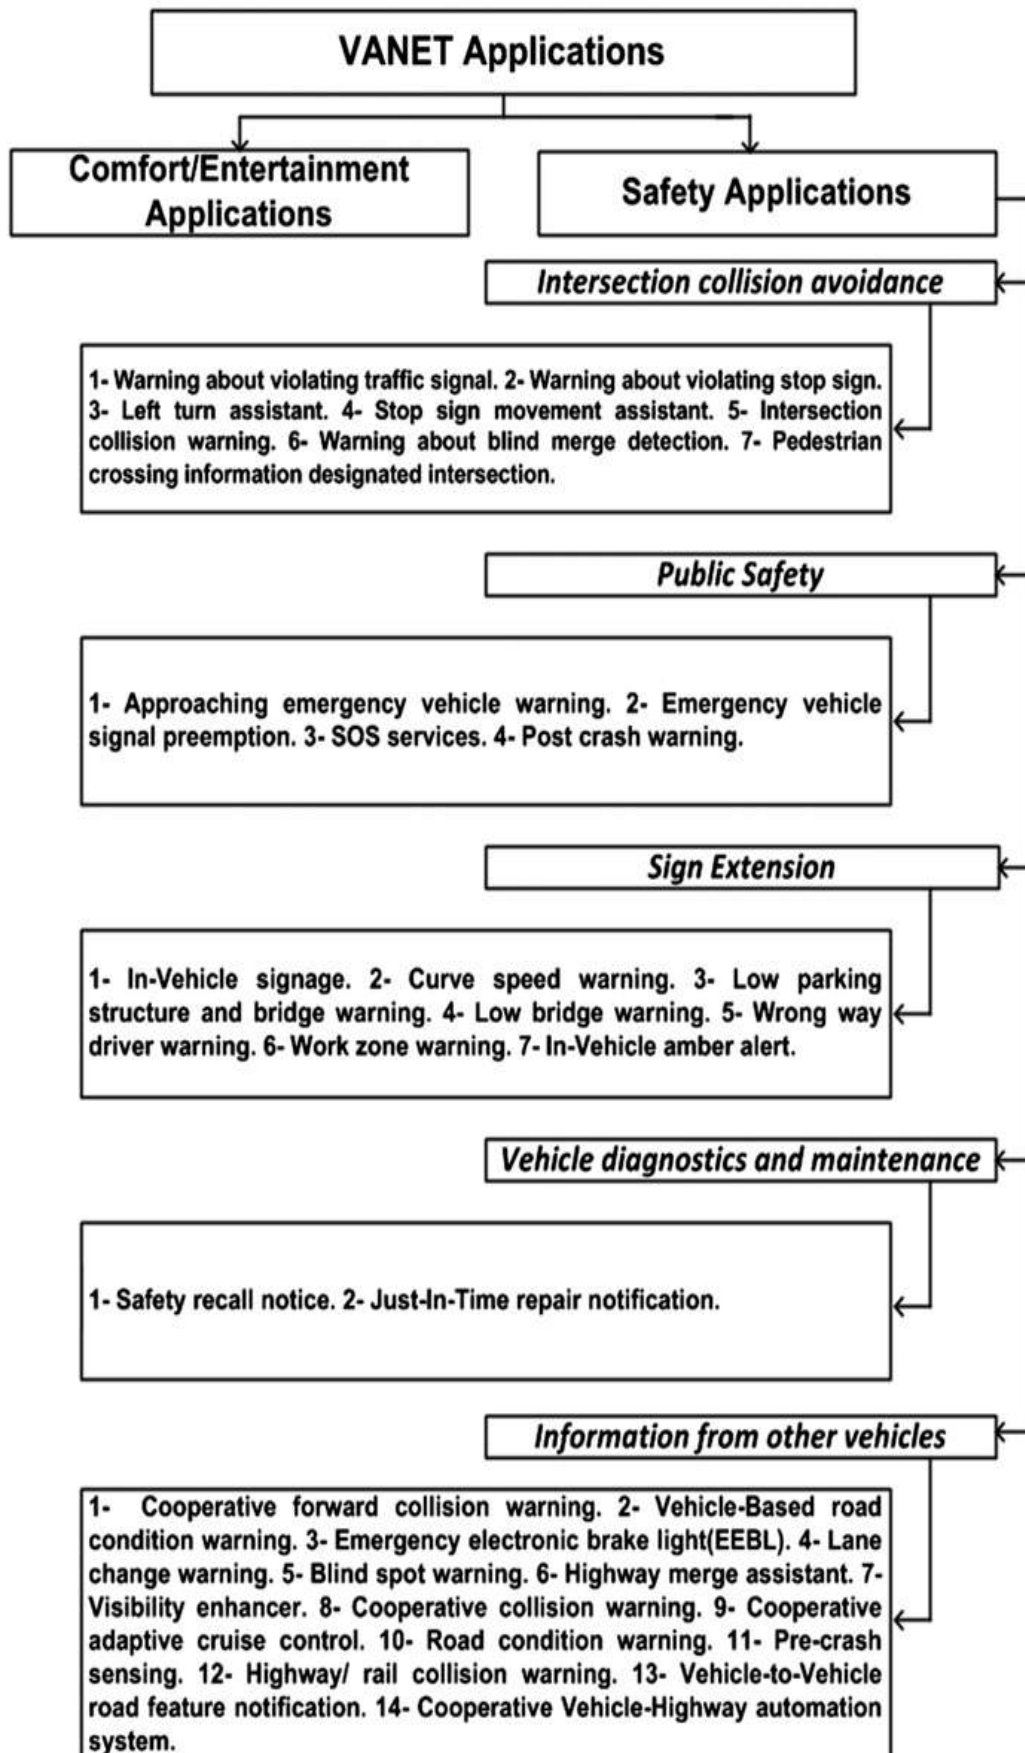 VANET Applications
Comfort/Entertainment
Applications
Safety Applications
Intersection collision avoidance
1- Warning about violating traffic signal. 2- Warning about violating stop sign.
3- Left turn assistant. 4- Stop sign movement assistant. 5- Intersection
collision warning. 6- Warning about blind merge detection. 7- Pedestrian
crossing information designated intersection.
Public Safety
1- Approaching emergency vehicle warning. 2- Emergency vehicle
signal preemption. 3- SOS services. 4- Post crash warning.
Sign Extension
1- In-Vehicle signage. 2- Curve speed warning. 3- Low parking
structure and bridge warning. 4- Low bridge warning. 5- Wrong way
driver warning. 6- Work zone warning. 7- In-Vehicle amber alert.
Vehicle diagnostics and maintenance
1- Safety recall notice. 2- Just-In-Time repair notification.
Information from other vehicles
1- Cooperative forward collision warning. 2- Vehicle-Based road
condition warning. 3- Emergency electronic brake light(EEBL). 4- Lane
change warning. 5- Blind spot warning. 6- Highway merge assistant. 7-
Visibility enhancer. 8- Cooperative collision warning. 9- Cooperative
adaptive cruise control. 10- Road condition warning. 11- Pre-crash
sensing. 12- Highway/ rail collision warning. 13- Vehicle-to-Vehicle
road feature notification. 14- Cooperative Vehicle-Highway automation
system.